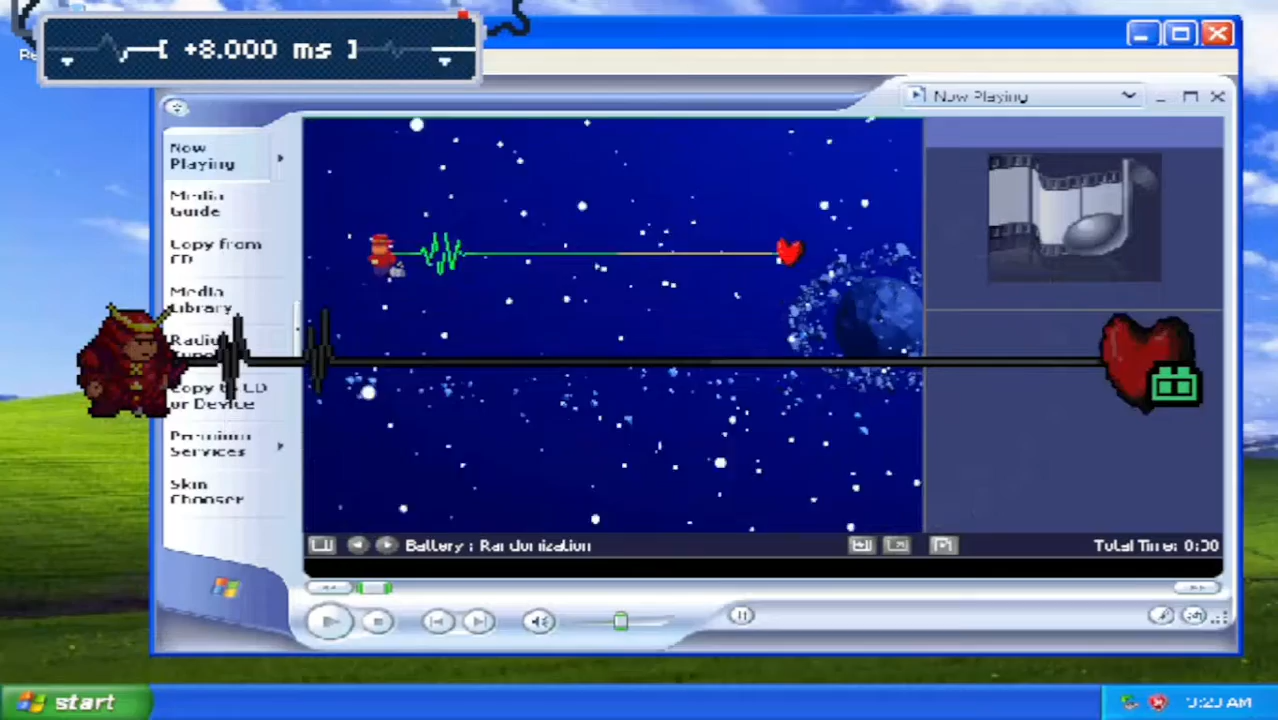 [ +8.000 ms ]
Now Playing
Now
Playing
Media
Guide
Copy from
CD
Media
Library
Copy to CD
or Device
Premium
Services
Skin
Chooser
Battery : Randomization
Total Time: 0:00
start